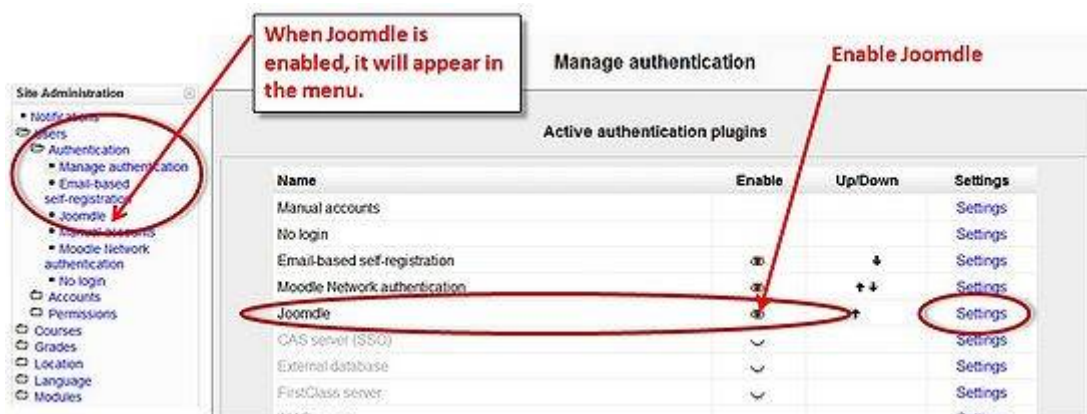 When Joomdle is
enabled, it will appear in
the menu.
Manage authentication
Enable Joomdle
Site Administration
Notifications
Users
Authentication
Manage authentication
Email-based
self-registration
Joomdle
Manual accounts
Moodle Network
authentication
No login
Accounts
Permissions
Courses
Grades
Location
Language
Modules
Active authentication plugins
Name Enable Up/Down Settings
Manual accounts Settings
No login Settings
Email-based self-registration Settings
Moodle Network authentication Settings
Joomdle Settings
CAS server (SSO) Settings
External database Settings
FirstClass server Settings